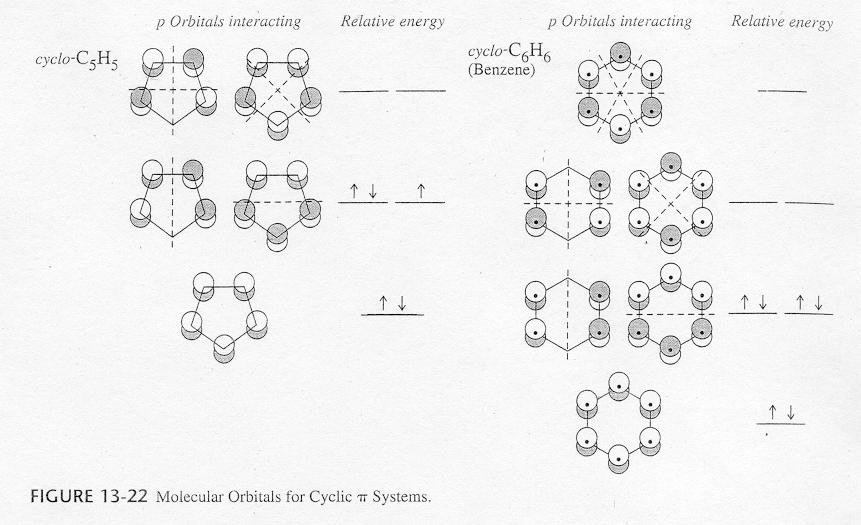 p Orbitals interacting Relative energy p Orbitals interacting Relative energy
cyclo-C5H5
cyclo-C6H6
(Benzene)
FIGURE 13-22 Molecular Orbitals for Cyclic π Systems.